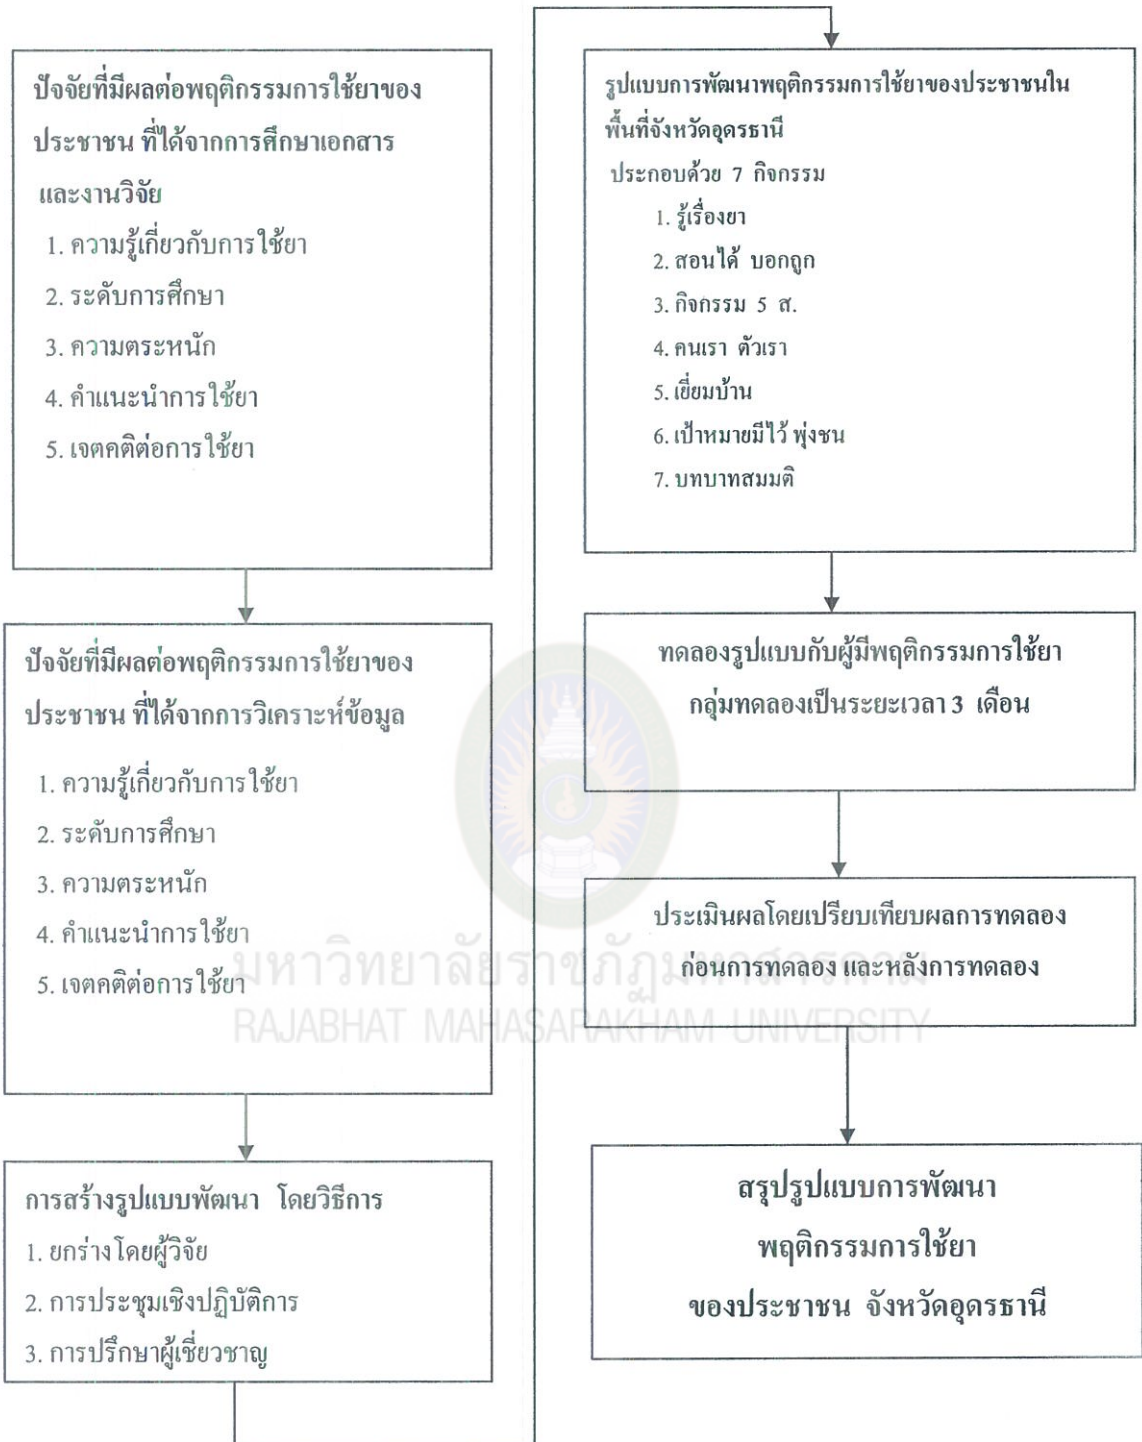 ปัจจัยที่มีผลต่อพฤติกรรมการใช้ยาของ
ประชาชน ที่ได้จากการศึกษาเอกสาร
และงานวิจัย
1. ความรู้เกี่ยวกับการใช้ยา
2. ระดับการศึกษา
3. ความตระหนัก
4. คำแนะนำการใช้ยา
5. เจตคติต่อการใช้ยา
ปัจจัยที่มีผลต่อพฤติกรรมการใช้ยาของ
ประชาชน ที่ได้จากการวิเคราะห์ข้อมูล
1. ความรู้เกี่ยวกับการใช้ยา
2. ระดับการศึกษา
3. ความตระหนัก
4. คำแนะนำการใช้ยา
5. เจตคติต่อการใช้ยา
การสร้างรูปแบบพัฒนา โดยวิธีการ
1. ยกร่างโดยผู้วิจัย
2. การประชุมเชิงปฏิบัติการ
3. การปรึกษาผู้เชี่ยวชาญ
รูปแบบการพัฒนาพฤติกรรมการใช้ยาของประชาชนใน
พื้นที่จังหวัดอุดรธานี
ประกอบด้วย 7 กิจกรรม
1. รู้เรื่องยา
2. สอนได้ บอกถูก
3. กิจกรรม 5 ส.
4. คนเรา ตัวเรา
5. เยี่ยมบ้าน
6. เป้าหมายมีไว้ พุ่งชน
7. บทบาทสมมติ
ทดลองรูปแบบกับผู้มีพฤติกรรมการใช้ยา
กลุ่มทดลองเป็นระยะเวลา 3 เดือน
ประเมินผลโดยเปรียบเทียบผลการทดลอง
ก่อนการทดลอง และหลังการทดลอง
สรุปรูปแบบการพัฒนา
พฤติกรรมการใช้ยา
ของประชาชน จังหวัดอุดรธานี
มหาวิทยาลัยราชภัฏมหาสารคาม
RAJABHAT MAHASARAKHAM UNIVERSITY